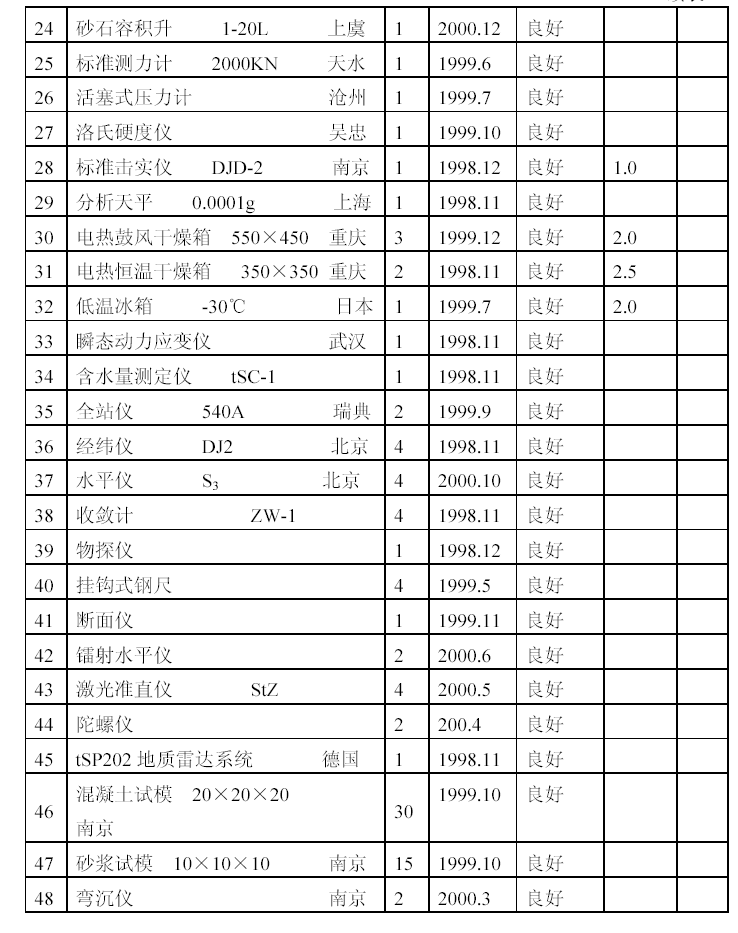 24 砂石容积升 1-20L 上虞 1 2000.12 良好
25 标准测力计 2000KN 天水 1 1999.6 良好
26 活塞式压力计 沧州 1 1999.7 良好
27 洛氏硬度仪 吴忠 1 1999.10 良好
28 标准击实仪 DJD-2 南京 1 1998.12 良好 1.0
29 分析天平 0.0001g 上海 1 1998.11 良好
30 电热鼓风干燥箱 550×450 重庆 3 1999.12 良好 2.0
31 电热恒温干燥箱 350×350 重庆 2 1998.11 良好 2.5
32 低温冰箱 -30℃ 日本 1 1999.7 良好 2.0
33 瞬态动力应变仪 武汉 1 1998.11 良好
34 含水量测定仪 tSC-1 1 1998.11 良好
35 全站仪 540A 瑞典 2 1999.9 良好
36 经纬仪 DJ2 北京 4 1998.11 良好
37 水平仪 S3 北京 4 2000.10 良好
38 收敛计 ZW-1 4 1998.11 良好
39 物探仪 1 1998.12 良好
40 挂钩式钢尺 4 1999.5 良好
41 断面仪 1 1999.11 良好
42 镭射水平仪 2 2000.6 良好
43 激光准直仪 StZ 4 2000.5 良好
44 陀螺仪 2 200.4 良好
45 tSP202 地质雷达系统 德国 1 1998.11 良好
46 混凝土试模 20×20×20 30 1999.10 良好
南京
47 砂浆试模 10×10×10 南京 15 1999.10 良好
48 弯沉仪 南京 2 2000.3 良好